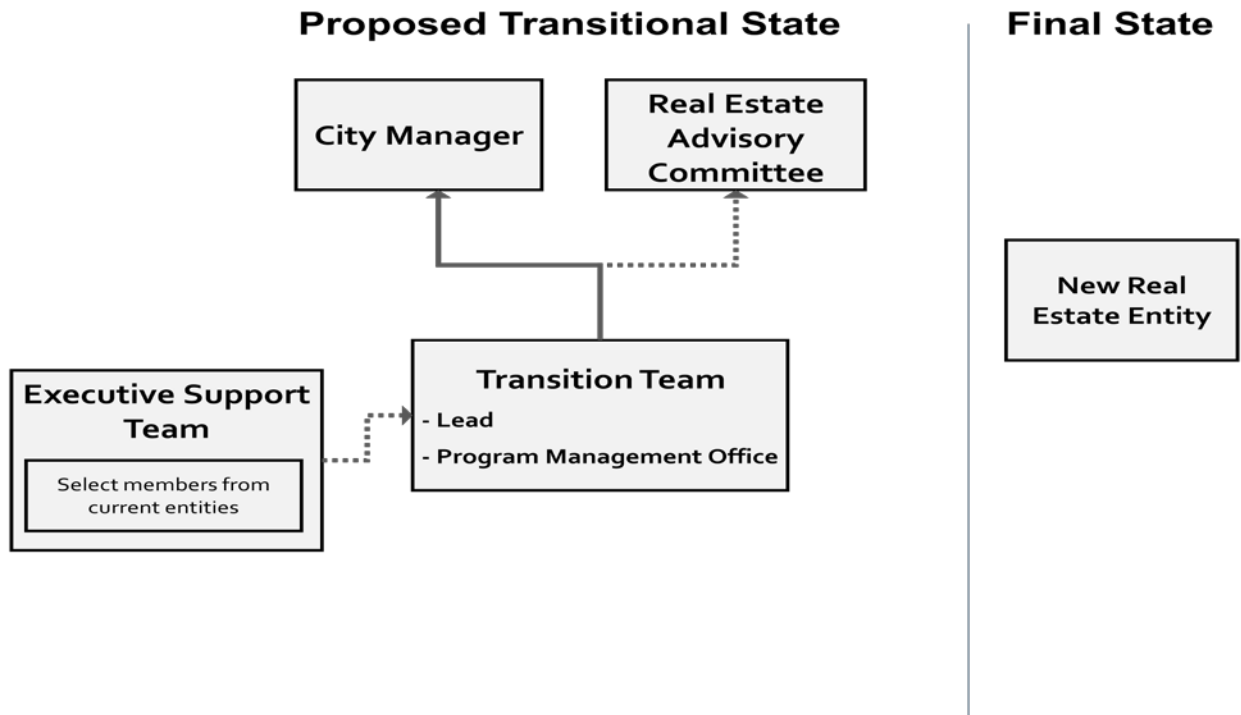 Proposed Transitional State
Final State
City Manager
Real Estate
Advisory
Committee
New Real
Estate Entity
Transition Team
- Lead
- Program Management Office
Executive Support
Team
Select members from
current entities